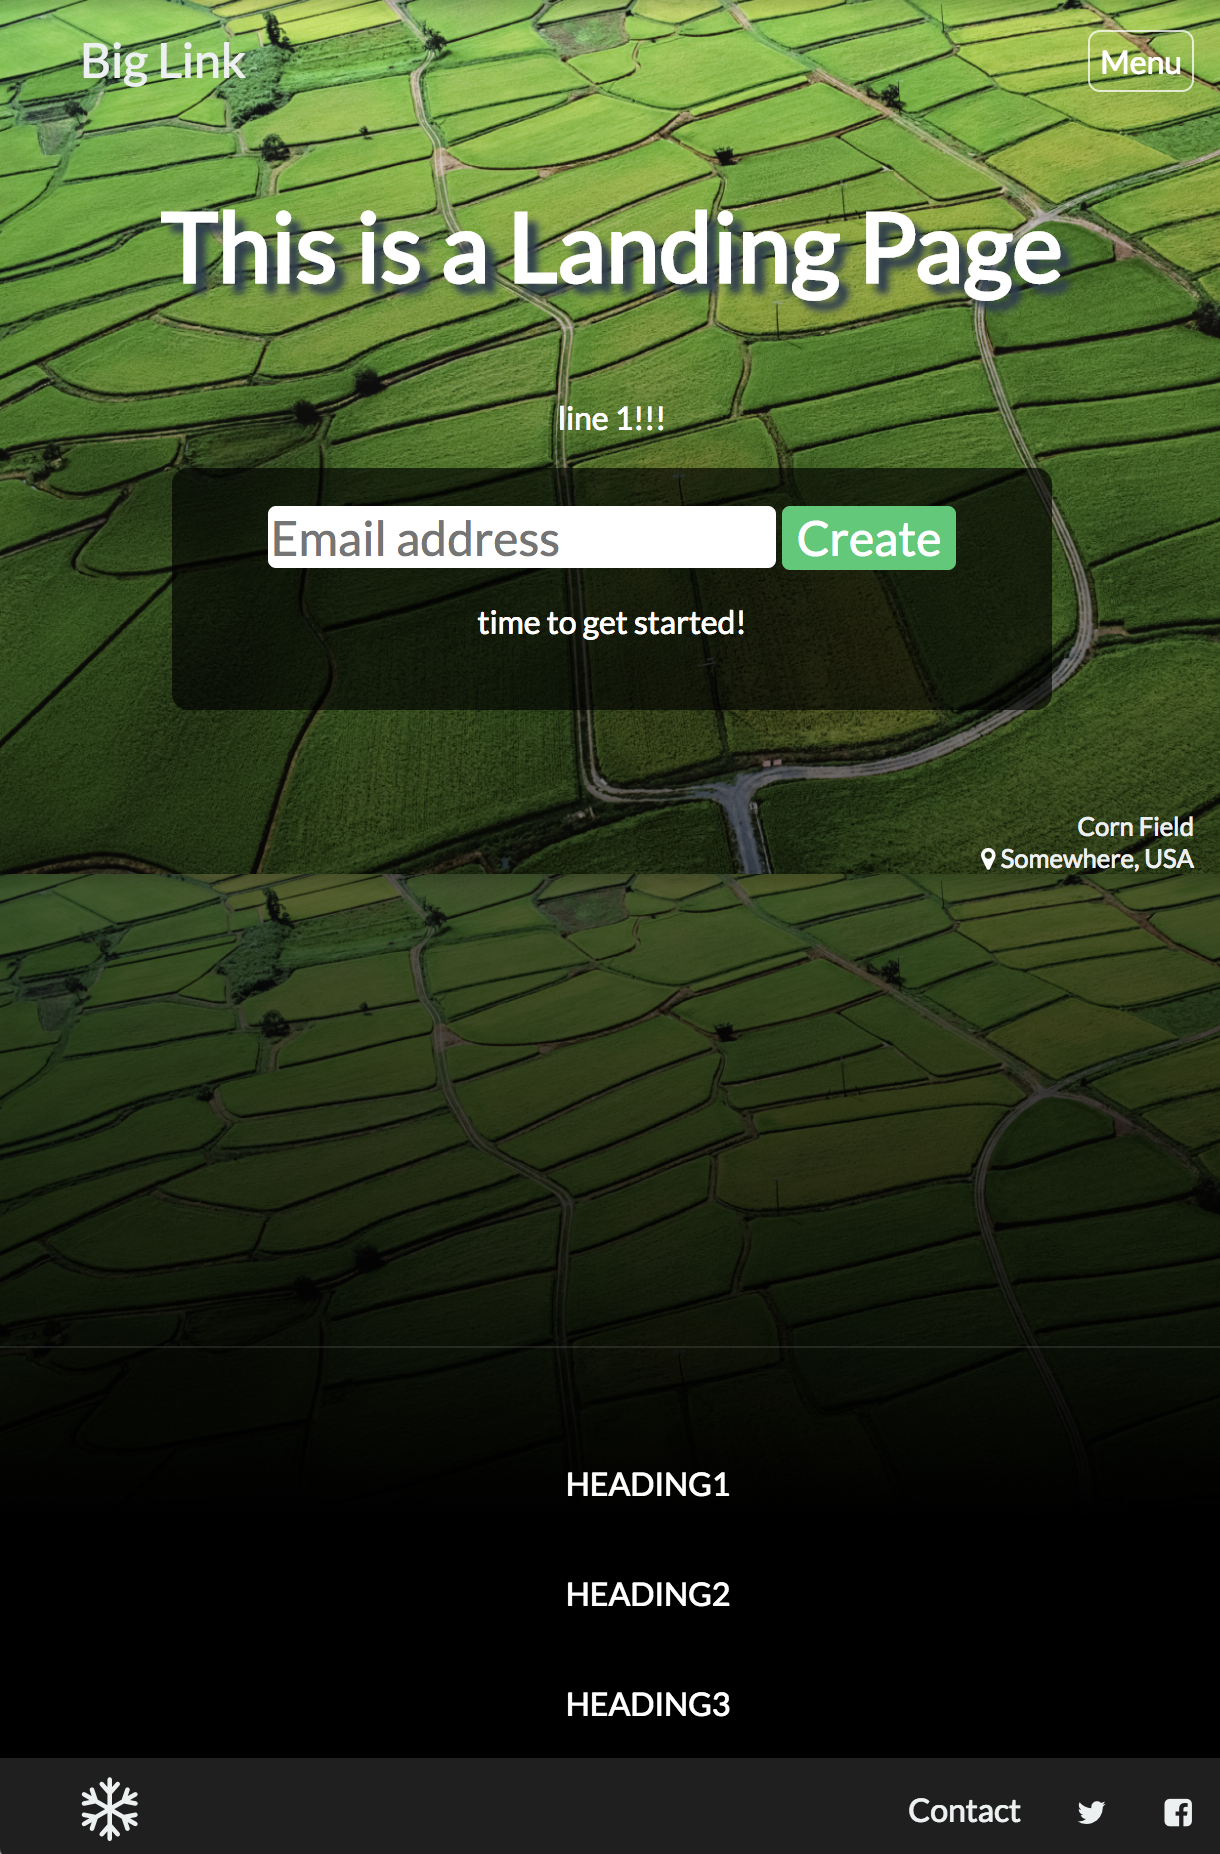 Big Link
Menu
This is a Landing Page
line 1!!!
Email address
Create
time to get started!
Corn Field
Somewhere, USA
HEADING1
HEADING2
HEADING3
Contact